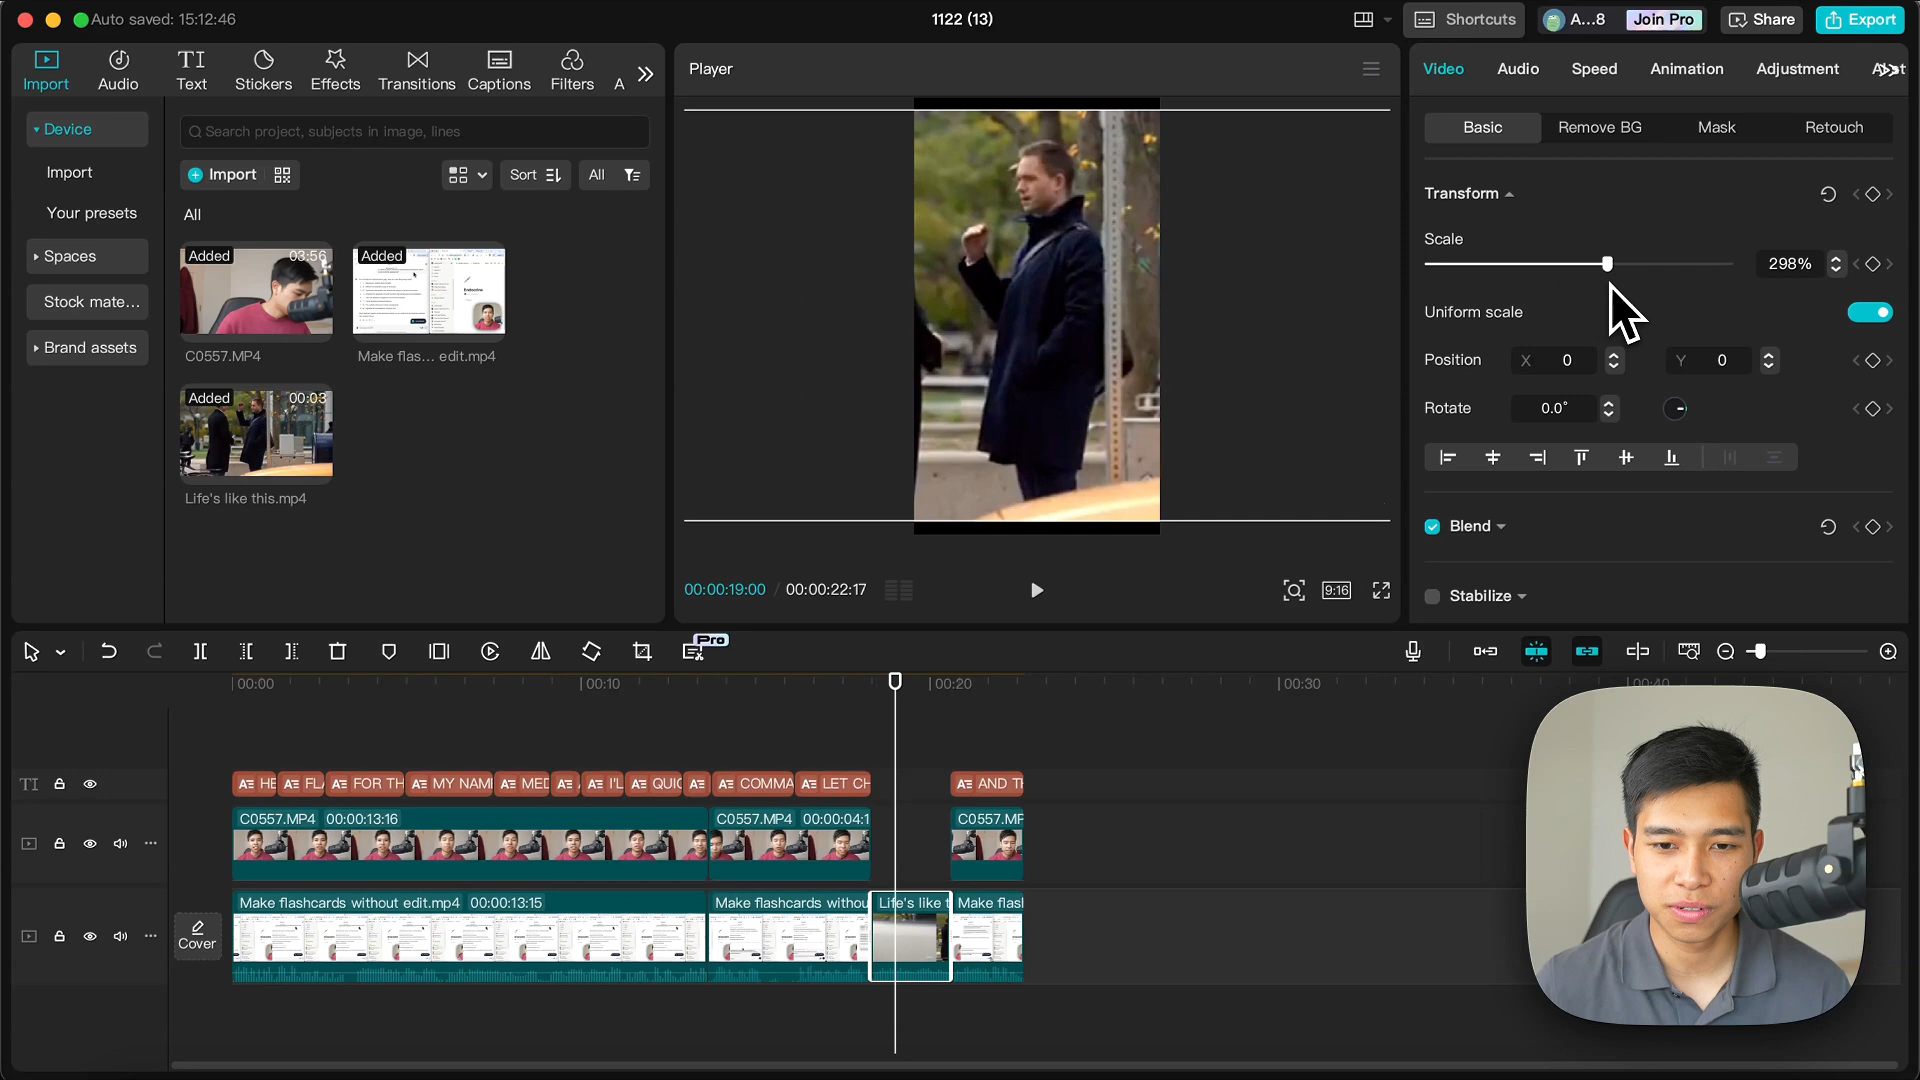 Auto saved: 15:12:46
1122 (13)
Shortcuts
A...8
Join Pro
Share
Export
Import
Audio
Text
Stickers
Effects
Transitions
Captions
Filters
A
Device
Import
Your presets
Spaces
Stock mate...
Brand assets
Search project, subjects in image, lines
Import
Sort
All
All
Added
03:56
C0557.MP4
Added
Make flas... edit.mp4
Added
00:03
Life's like this.mp4
Player
00:00:19:00 / 00:00:22:17
9:16
Video
Audio
Speed
Animation
Adjustment
Basic
Remove BG
Mask
Retouch
Transform
Scale
298%
Uniform scale
Position
X 0
Y 0
Rotate
0.0°
Blend
Stabilize
Pro
00:00
00:10
00:20
00:30
00:40
TI
HE
FL
FOR TH
MY NAM
MED
I'L
QUIC
COMMA
LET CH
AND T
C0557.MP4 00:00:13:16
C0557.MP4 00:00:04:1
C0557.MP
Cover
Make flashcards without edit.mp4 00:00:13:15
Make flashcards withou
Life's like t
Make flas